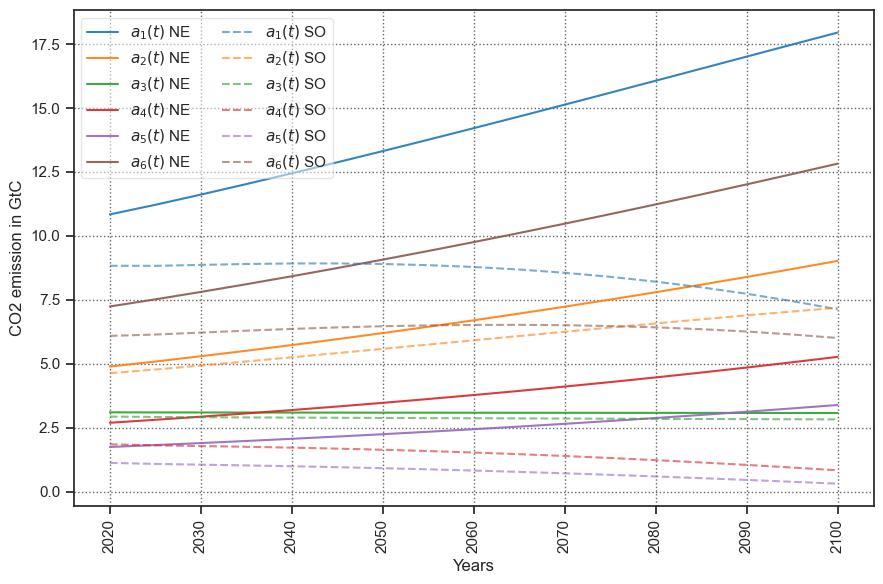 a₁(t) NE a₁(t) SO
a₂(t) NE a₂(t) SO
a₃(t) NE a₃(t) SO
a₄(t) NE a₄(t) SO
a₅(t) NE a₅(t) SO
a₆(t) NE a₆(t) SO
CO2 emission in GtC
17.5
15.0
12.5
10.0
7.5
5.0
2.5
0.0
2020 2030 2040 2050 2060 2070 2080 2090 2100
Years